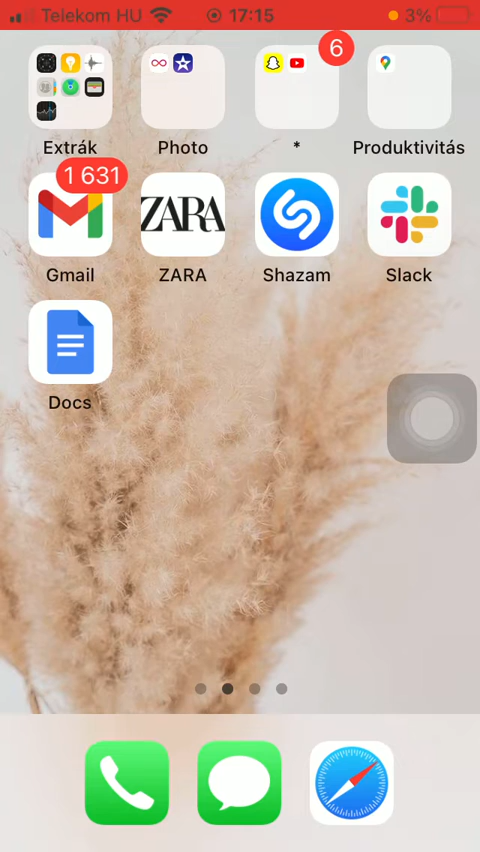 Telekom HU 17:15 3%
6
Extrák Photo * Produktivitás
1 631
ZARA
Gmail ZARA Shazam Slack
Docs